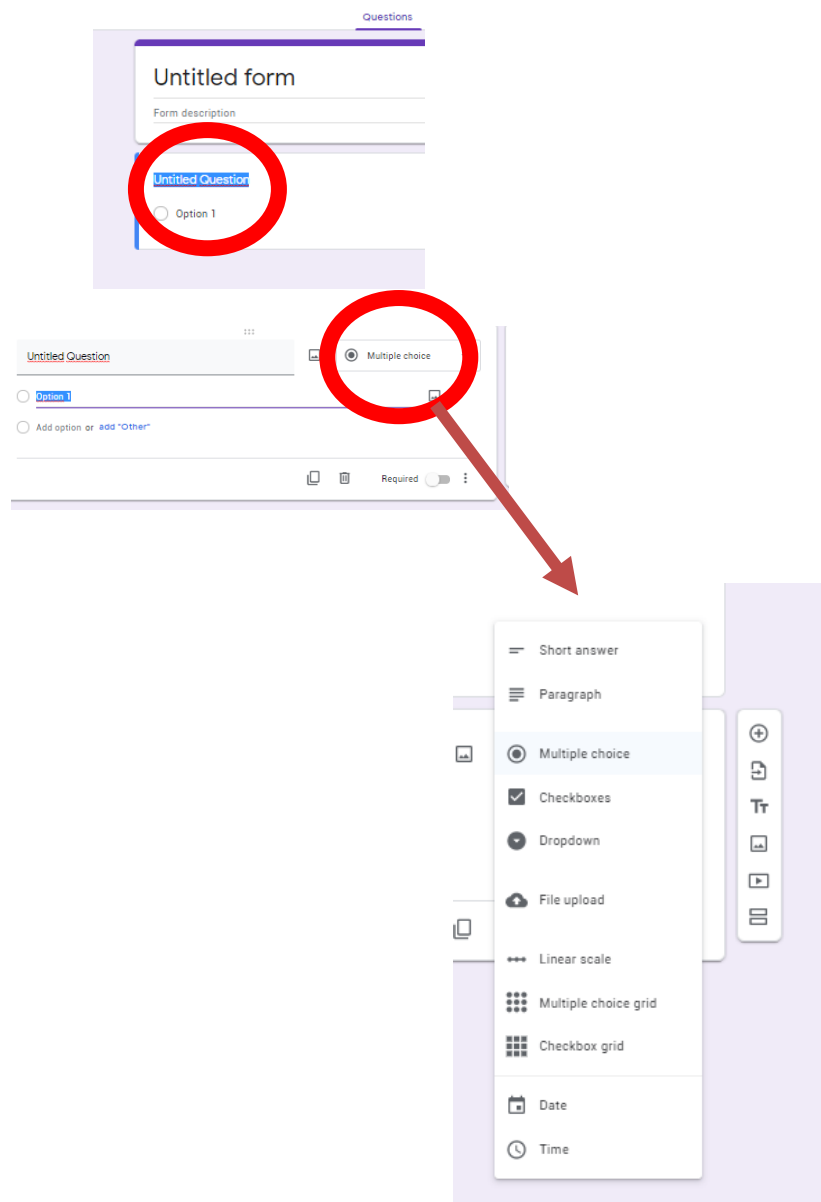 Questions
Untitled form
Form description
Untitled Question
Option 1
Untitled Question
Multiple choice
Option 1
Add option or add "Other"
Required
Short answer
Paragraph
Multiple choice
Checkboxes
Dropdown
File upload
Linear scale
Multiple choice grid
Checkbox grid
Date
Time
Tт